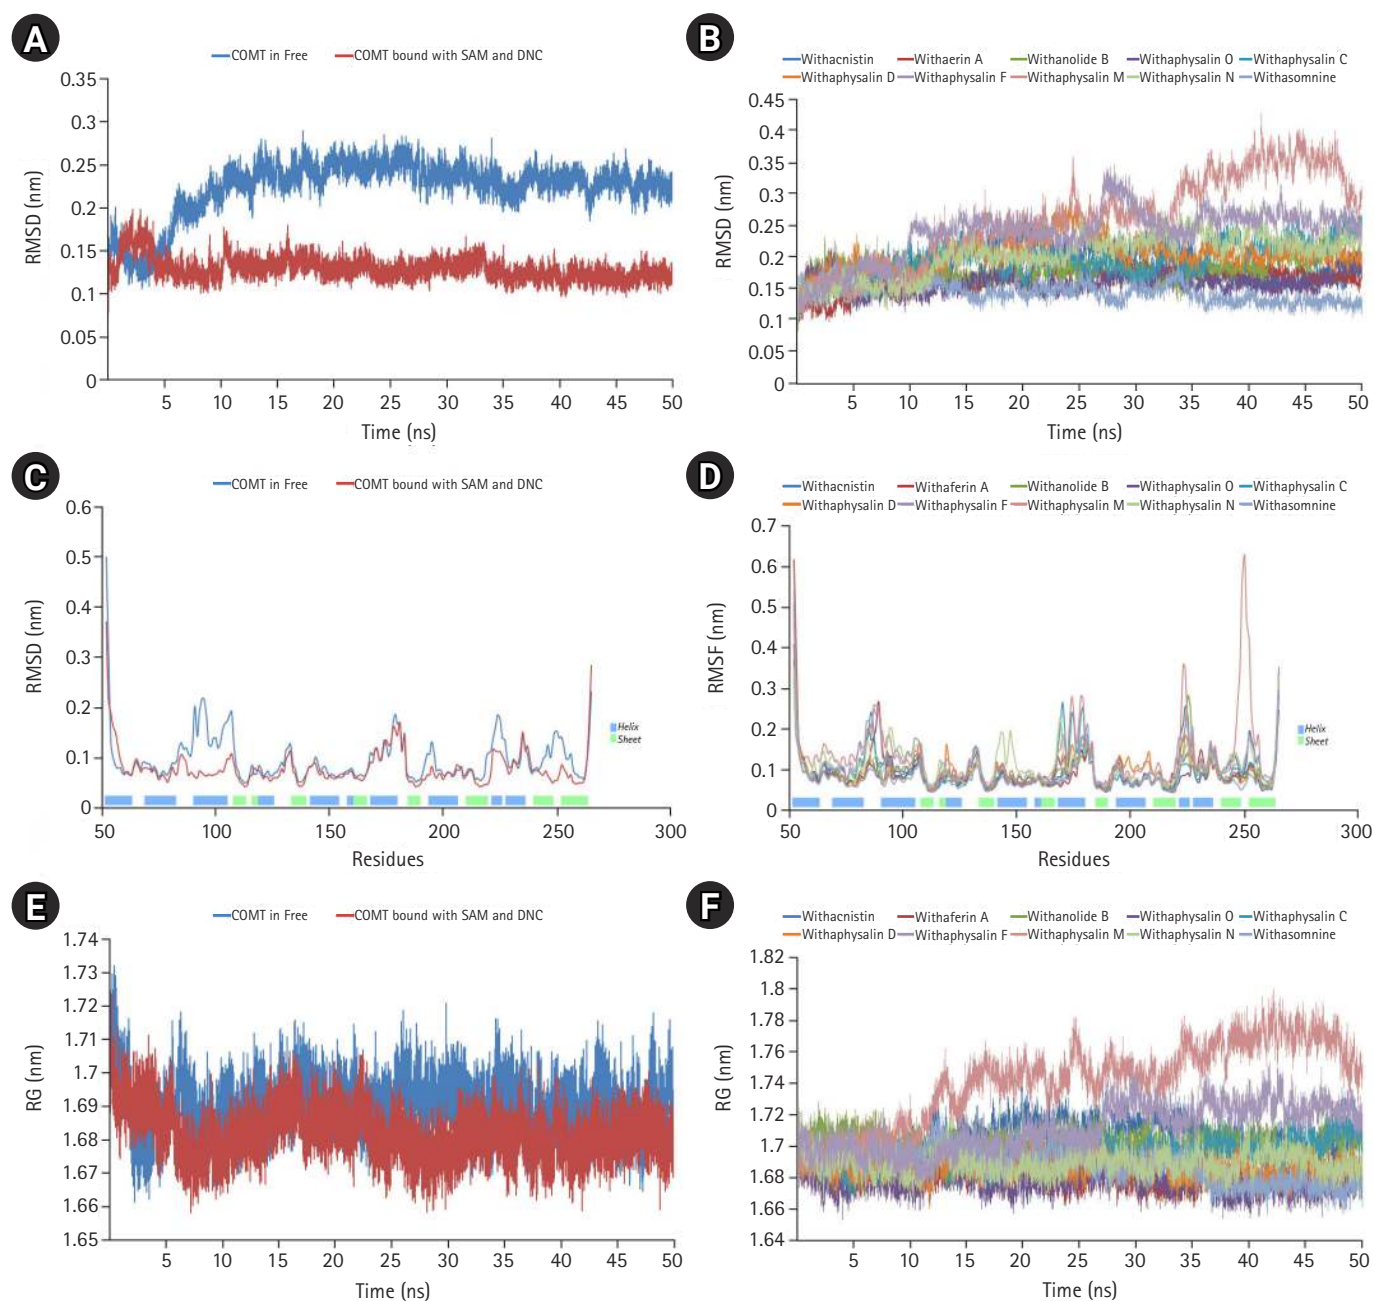 A
COMT in Free COMT bound with SAM and DNC
0.35
0.3
0.25
0.2
0.15
0.1
0.05
0
RMSD (nm)
5 10 15 20 25 30 35 40 45 50
Time (ns)
B
Withacnistin Withaerin A Withanolide B Withaphysalin O Withaphysalin C
Withaphysalin D Withaphysalin F Withaphysalin M Withaphysalin N Withasomnine
0.45
0.4
0.35
0.3
0.25
0.2
0.15
0.1
0.05
0
RMSD (nm)
5 10 15 20 25 30 35 40 45 50
Time (ns)
C
COMT in Free COMT bound with SAM and DNC
0.6
0.5
0.4
0.3
0.2
0.1
0
RMSD (nm)
Helix
Sheet
50 100 150 200 250 300
Residues
D
Withacnistin Withaferin A Withanolide B Withaphysalin O Withaphysalin C
Withaphysalin D Withaphysalin F Withaphysalin M Withaphysalin N Withasomnine
0.7
0.6
0.5
0.4
0.3
0.2
0.1
0
RMSF (nm)
Helix
Sheet
50 100 150 200 250 300
Residues
E
COMT in Free COMT bound with SAM and DNC
1.74
1.73
1.72
1.71
1.7
1.69
1.68
1.67
1.66
1.65
RG (nm)
5 10 15 20 25 30 35 40 45 50
Time (ns)
F
Withacnistin Withaferin A Withanolide B Withaphysalin O Withaphysalin C
Withaphysalin D Withaphysalin F Withaphysalin M Withaphysalin N Withasomnine
1.82
1.8
1.78
1.76
1.74
1.72
1.7
1.68
1.66
1.64
RG (nm)
5 10 15 20 25 30 35 40 45 50
Time (ns)